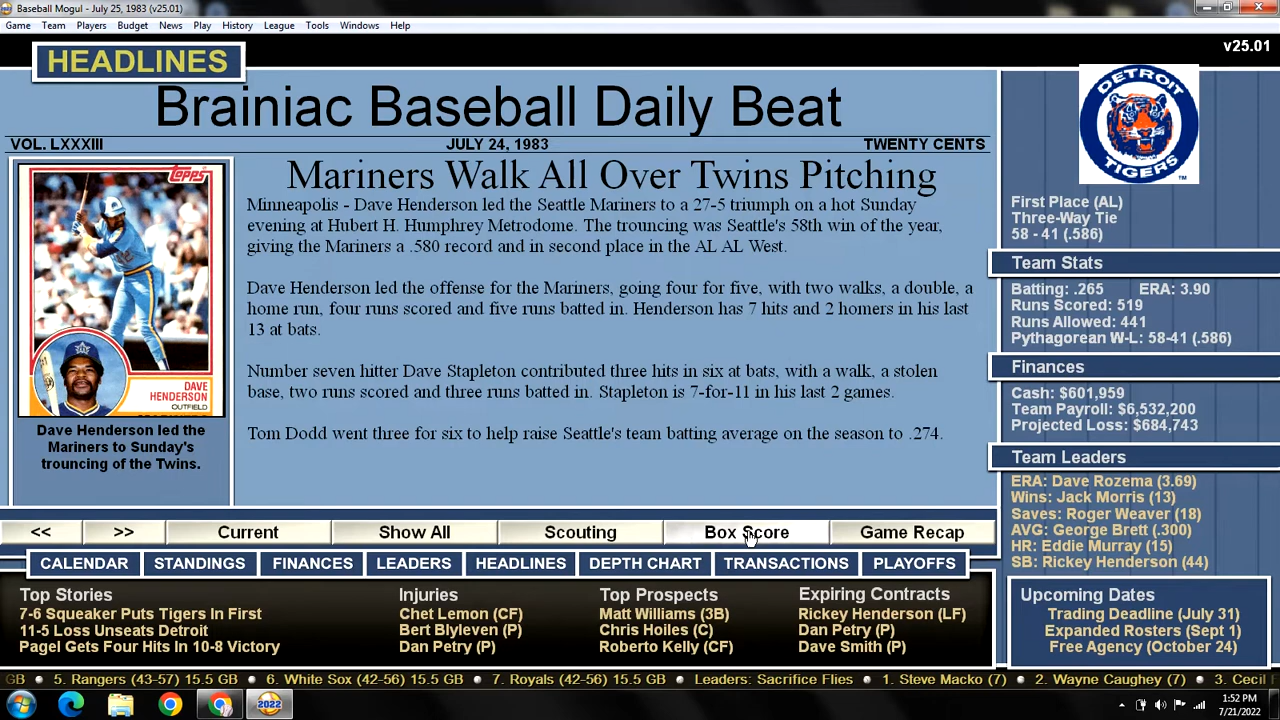 Baseball Mogul - July 25, 1983 (v25.01)
Game Team Players Budget News Play History League Tools Windows Help
HEADLINES
v25.01
Brainiac Baseball Daily Beat
VOL. LXXXIII JULY 24, 1983 TWENTY CENTS
Mariners Walk All Over Twins Pitching
Minneapolis - Dave Henderson led the Seattle Mariners to a 27-5 triumph on a hot Sunday
evening at Hubert H. Humphrey Metrodome. The trouncing was Seattle's 58th win of the year,
giving the Mariners a .580 record and in second place in the AL AL West.
Dave Henderson led the offense for the Mariners, going four for five, with two walks, a double, a
home run, four runs scored and five runs batted in. Henderson has 7 hits and 2 homers in his last
13 at bats.
Number seven hitter Dave Stapleton contributed three hits in six at bats, with a walk, a stolen
base, two runs scored and three runs batted in. Stapleton is 7-for-11 in his last 2 games.
Tom Dodd went three for six to help raise Seattle's team batting average on the season to .274.
Topps
DAVE
HENDERSON
OUTFIELD
Dave Henderson led the
Mariners to Sunday's
trouncing of the Twins.
DETROIT
TIGERS
First Place (AL)
Three-Way Tie
58 - 41 (.586)
Team Stats
Batting: .265 ERA: 3.90
Runs Scored: 519
Runs Allowed: 441
Pythagorean W-L: 58-41 (.586)
Finances
Cash: $601,959
Team Payroll: $6,532,200
Projected Loss: $684,743
Team Leaders
ERA: Dave Rozema (3.69)
Wins: Jack Morris (13)
Saves: Roger Weaver (18)
AVG: George Brett (.300)
HR: Eddie Murray (15)
SB: Rickey Henderson (44)
<< >> Current Show All Scouting Box Score Game Recap
CALENDAR STANDINGS FINANCES LEADERS HEADLINES DEPTH CHART TRANSACTIONS PLAYOFFS
Top Stories
7-6 Squeaker Puts Tigers In First
11-5 Loss Unseats Detroit
Pagel Gets Four Hits In 10-8 Victory
Injuries
Chet Lemon (CF)
Bert Blyleven (P)
Dan Petry (P)
Top Prospects
Matt Williams (3B)
Chris Hoiles (C)
Roberto Kelly (CF)
Expiring Contracts
Rickey Henderson (LF)
Dan Petry (P)
Dave Smith (P)
Upcoming Dates
Trading Deadline (July 31)
Expanded Rosters (Sept 1)
Free Agency (October 24)
GB • 5. Rangers (43-57) 15.5 GB • 6. White Sox (42-56) 15.5 GB • 7. Royals (42-56) 15.5 GB • Leaders: Sacrifice Flies • 1. Steve Macko (7) • 2. Wayne Caughey (7) • 3. Cecil F
2022
1:52 PM
7/21/2022